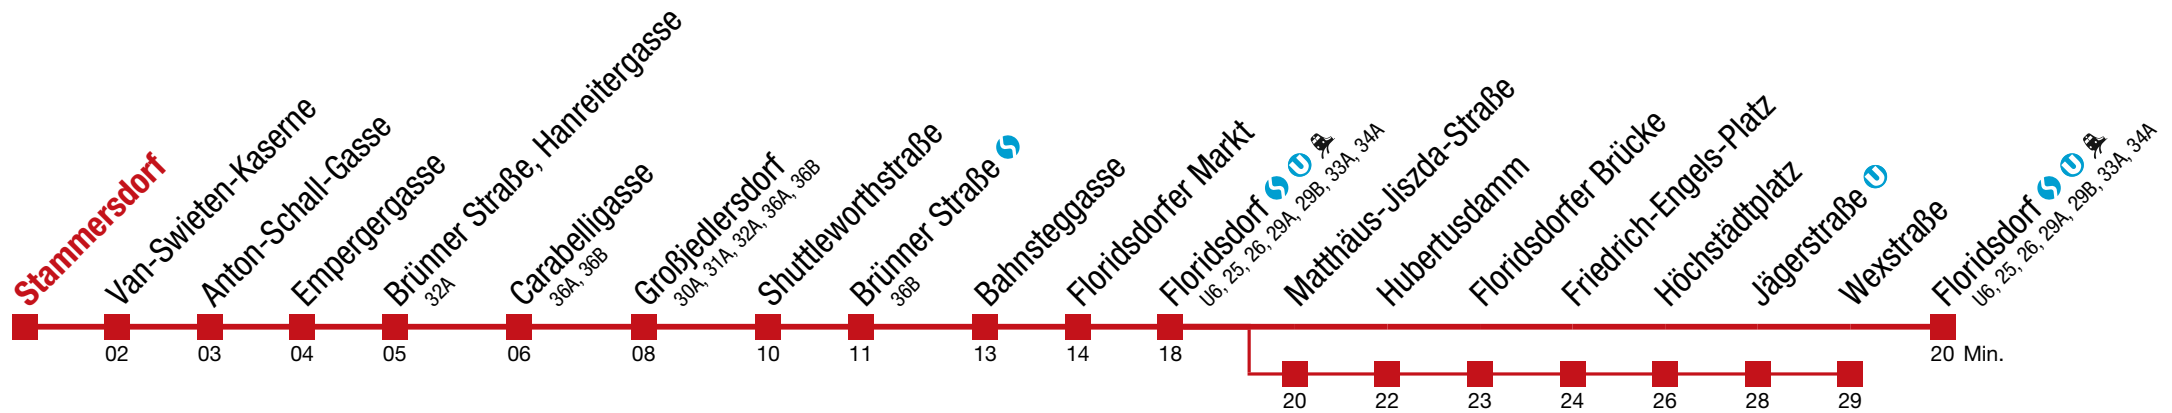 Stammersdorf
Van-Swieten-Kaserne
Anton-Schall-Gasse
Empergergasse
Brünner Straße, Hanreitergasse
32A
Carabelligasse
36A, 36B
Großjedlersdorf
30A, 31A, 32A, 36A, 36B
Shuttleworthstraße
Brünner Straße S
36B
Bahnsteggasse
Floridsdorfer Markt
Floridsdorf S U
U6, 25, 26, 29A, 29B, 33A, 34A
Matthäus-Jiszda-Straße
Hubertusdamm
Floridsdorfer Brücke
Friedrich-Engels-Platz
Höchstädtplatz
Jägerstraße U
Wexstraße
Floridsdorf S U
U6, 25, 26, 29A, 29B, 33A, 34A
02 03 04 05 06 08 10 11 13 14 18 20 Min.
20 22 23 24 26 28 29